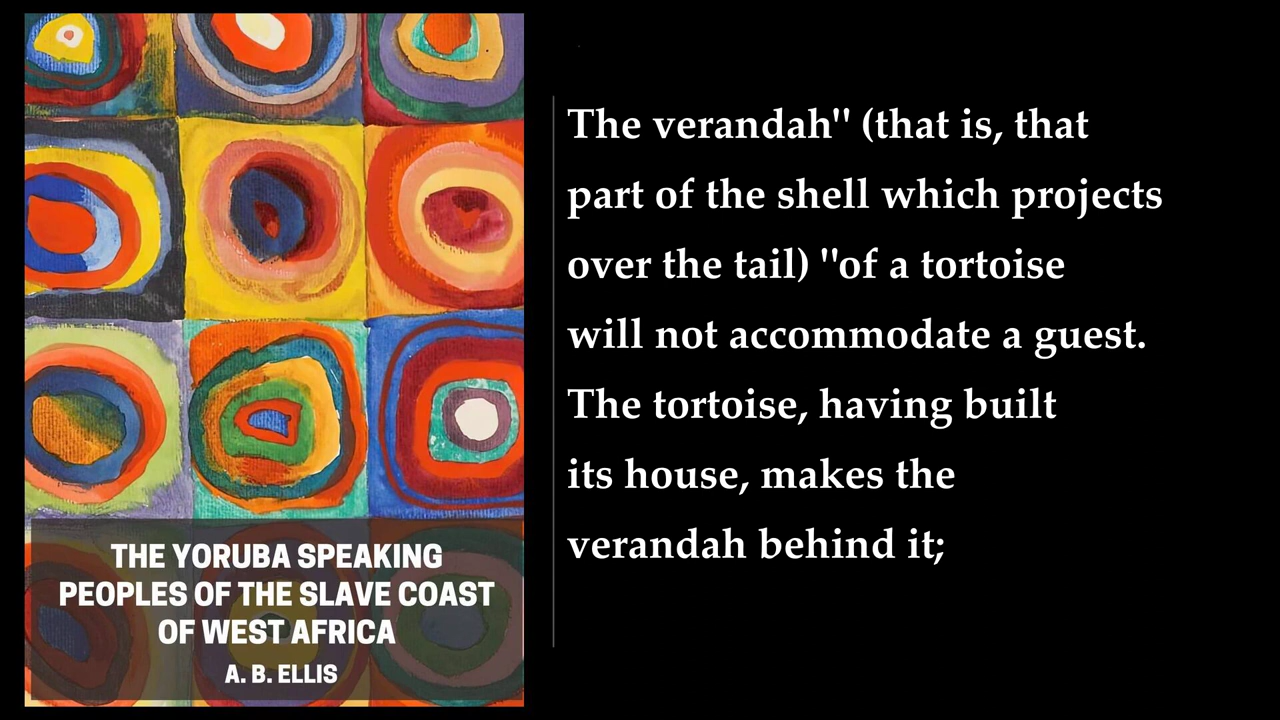 The verandah" (that is, that
part of the shell which projects
over the tail) "of a tortoise
will not accommodate a guest.
The tortoise, having built
its house, makes the
verandah behind it;
THE YORUBA SPEAKING
PEOPLES OF THE SLAVE COAST
OF WEST AFRICA
A. B. ELLIS